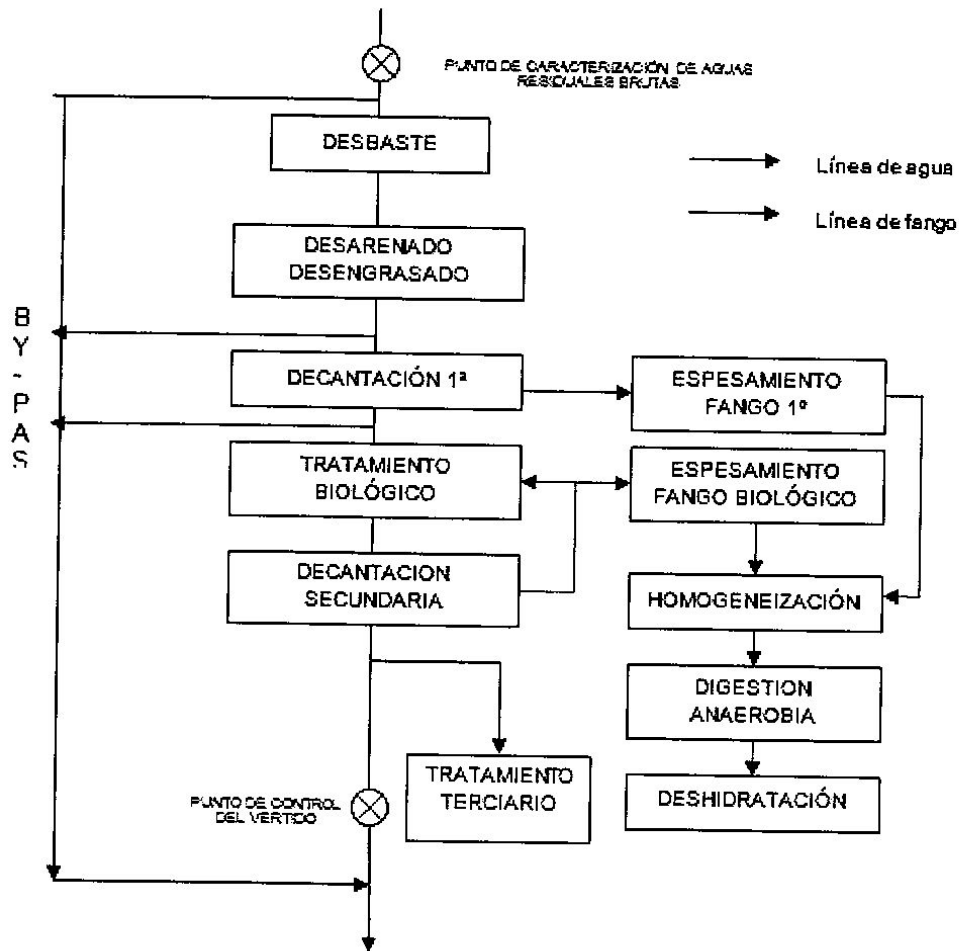 PUNTO DE CARACTERIZACIÓN DE AGUAS
RESIDUALES BRUTAS
DESBASTE
Línea de agua
Línea de fango
DESARENADO
DESENGRASADO
BY-PAS
DECANTACIÓN 1ª
ESPESAMIENTO
FANGO 1º
TRATAMIENTO
BIOLÓGICO
ESPESAMIENTO
FANGO BIOLÓGICO
DECANTACION
SECUNDARIA
HOMOGENEIZACIÓN
DIGESTION
ANAEROBIA
TRATAMIENTO
TERCIARIO
DESHIDRATACIÓN
PUNTO DE CONTROL
DEL VERTIDO